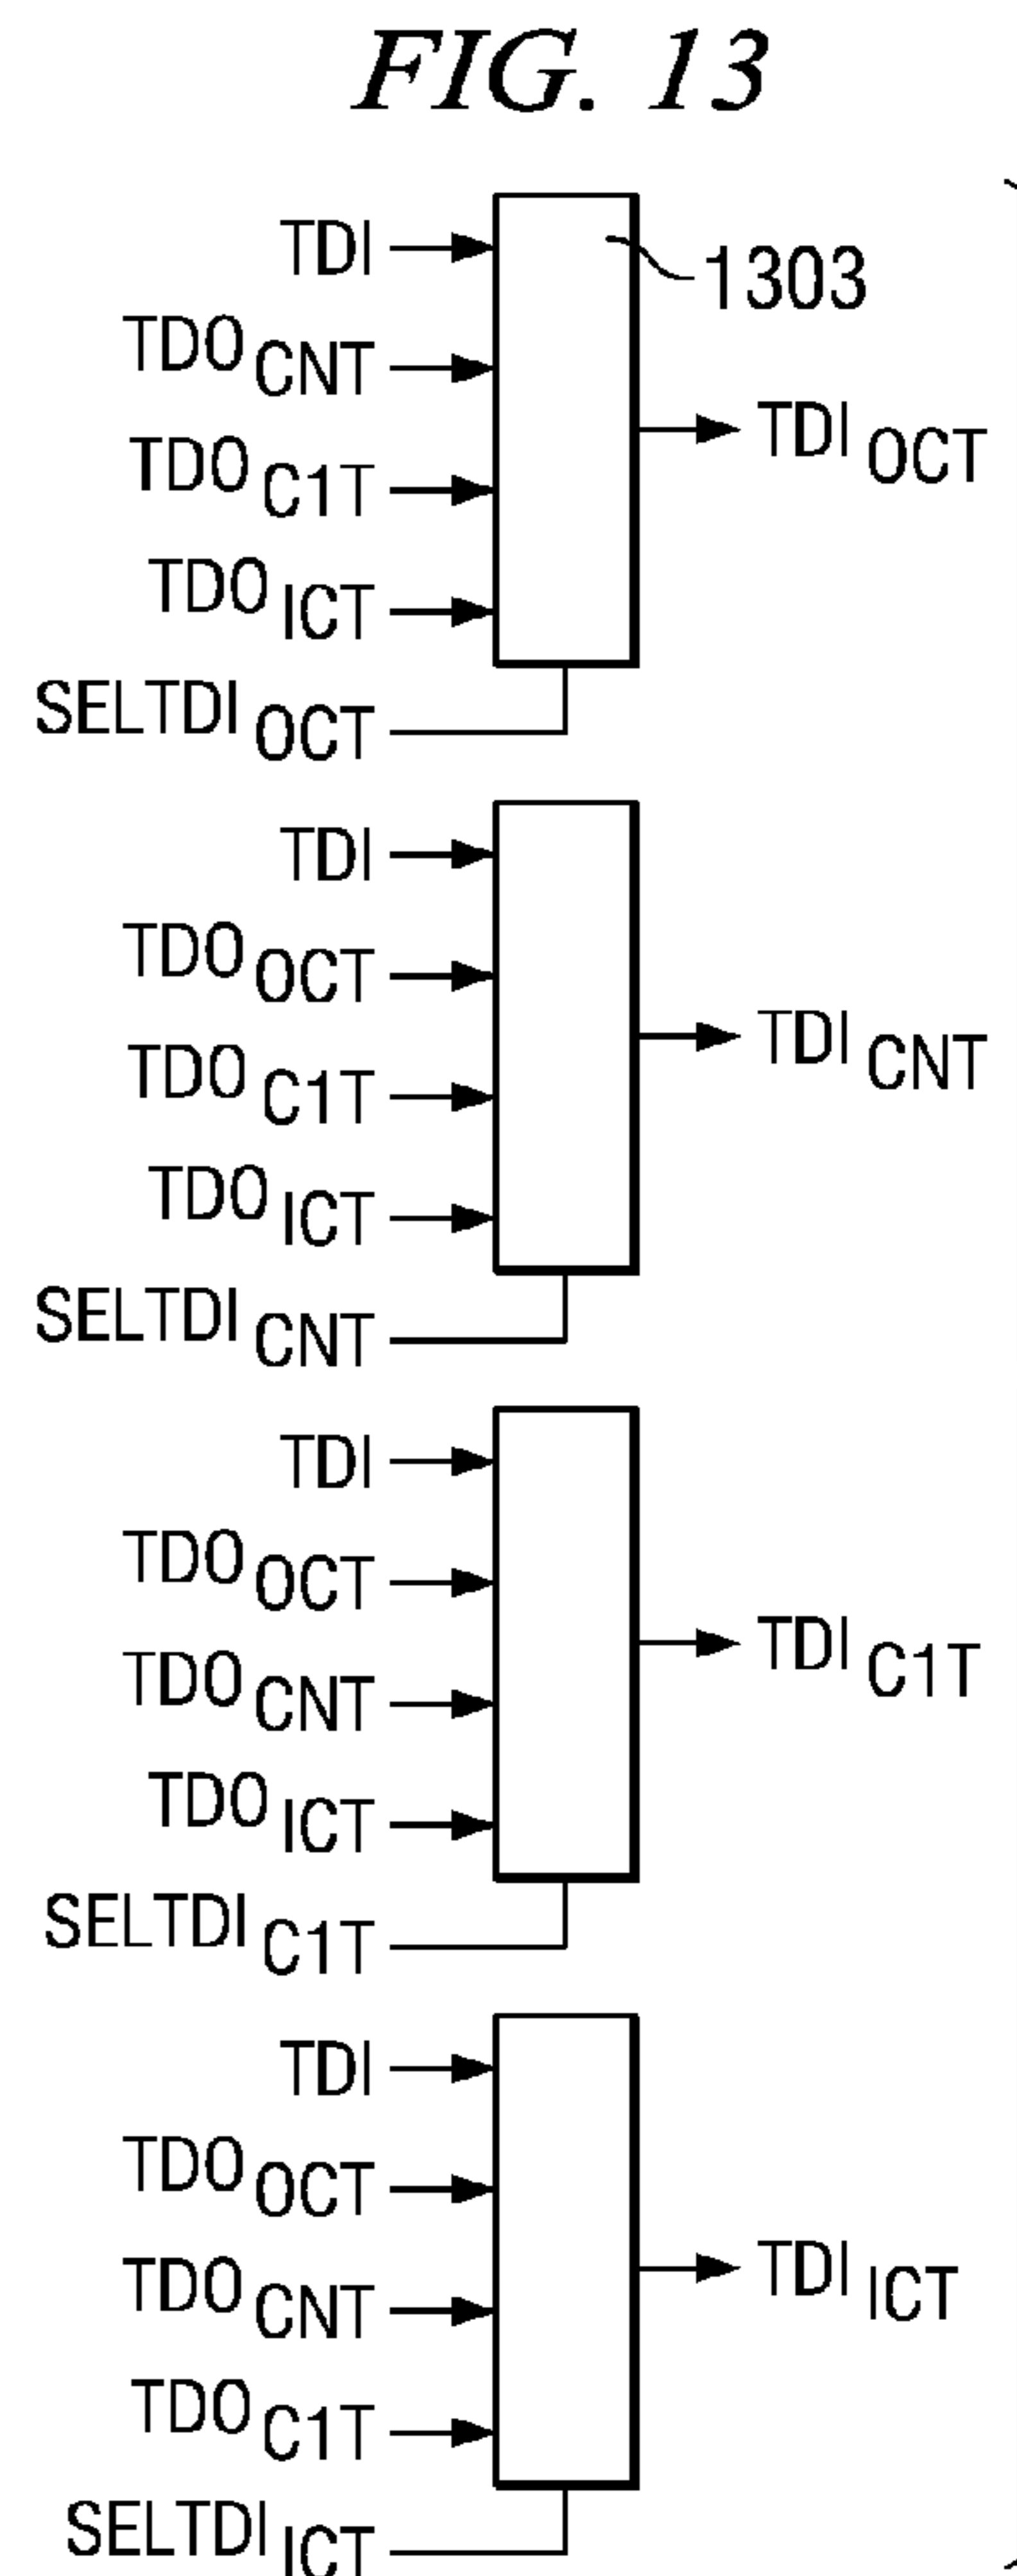 FIG. 13
TDI
1303
TDO CNT
TDI OCT
TDO C1T
TDO ICT
SELTDI OCT
TDI
TDO OCT
TDI CNT
TDO C1T
TDO ICT
SELTDI CNT
TDI
TDO OCT
TDI C1T
TDO CNT
TDO ICT
SELTDI C1T
TDI
TDO OCT
TDI ICT
TDO CNT
TDO C1T
SELTDI ICT